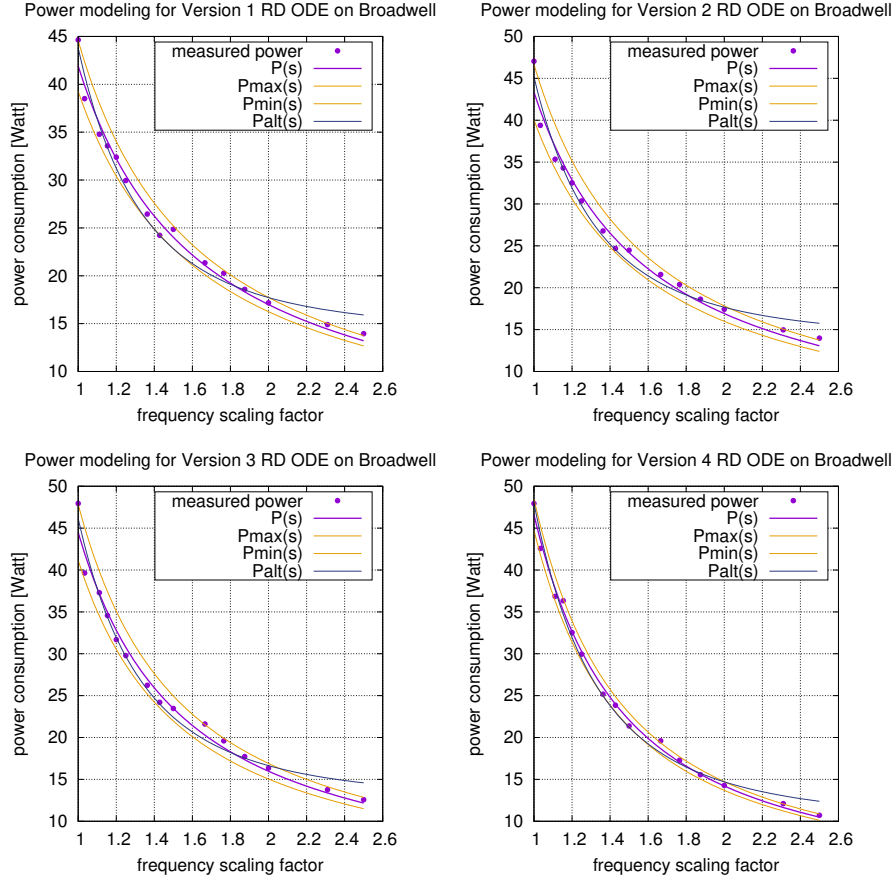 Power modeling for Version 1 RD ODE on Broadwell
45
40
35
30
25
20
15
10
power consumption [Watt]
measured power
P(s)
Pmax(s)
Pmin(s)
Palt(s)
1 1.2 1.4 1.6 1.8 2 2.2 2.4 2.6
frequency scaling factor
Power modeling for Version 2 RD ODE on Broadwell
50
45
40
35
30
25
20
15
10
power consumption [Watt]
measured power
P(s)
Pmax(s)
Pmin(s)
Palt(s)
1 1.2 1.4 1.6 1.8 2 2.2 2.4 2.6
frequency scaling factor
Power modeling for Version 3 RD ODE on Broadwell
50
45
40
35
30
25
20
15
10
power consumption [Watt]
measured power
P(s)
Pmax(s)
Pmin(s)
Palt(s)
1 1.2 1.4 1.6 1.8 2 2.2 2.4 2.6
frequency scaling factor
Power modeling for Version 4 RD ODE on Broadwell
50
45
40
35
30
25
20
15
10
power consumption [Watt]
measured power
P(s)
Pmax(s)
Pmin(s)
Palt(s)
1 1.2 1.4 1.6 1.8 2 2.2 2.4 2.6
frequency scaling factor